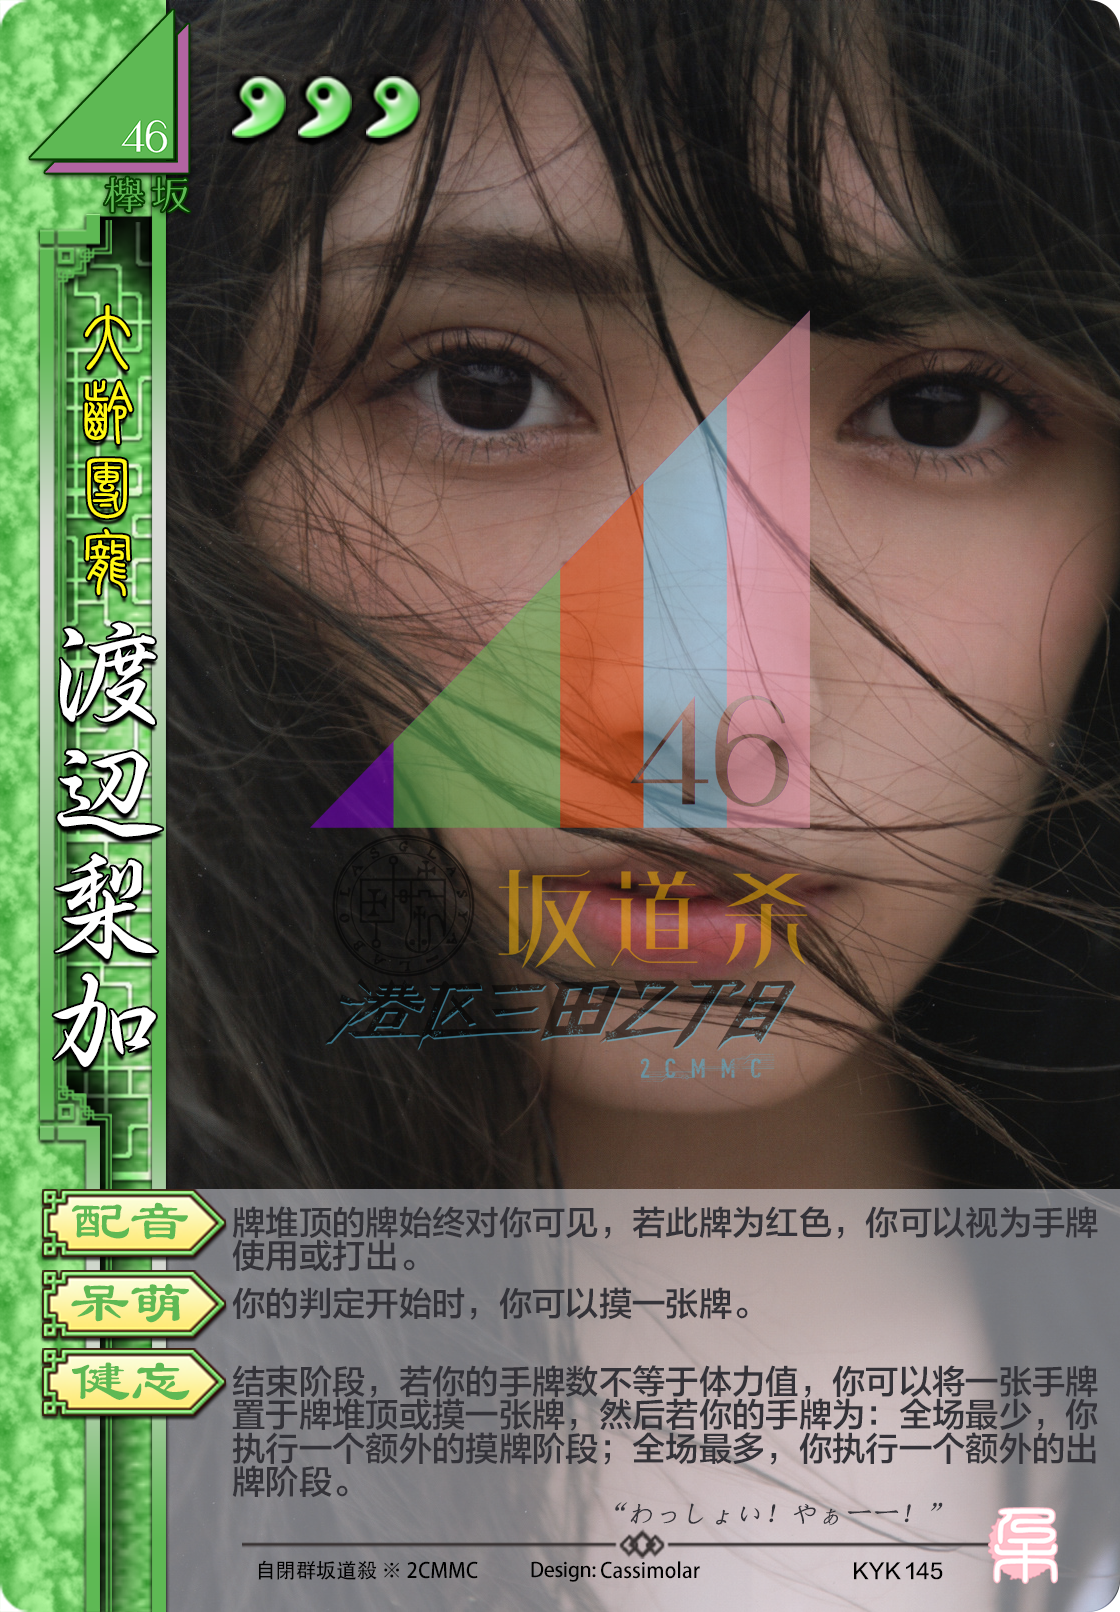 46
欅坂
大齡團寵
渡辺梨加
46
坂道杀
港区三田2丁目
2CMMC
配音
牌堆顶的牌始终对你可见，若此牌为红色，你可以视为手牌
使用或打出。
呆萌
你的判定开始时，你可以摸一张牌。
健忘
结束阶段，若你的手牌数不等于体力值，你可以将一张手牌
置于牌堆顶或摸一张牌，然后若你的手牌为：全场最少，你
执行一个额外的摸牌阶段；全场最多，你执行一个额外的出
牌阶段。
“わっしょい！やぁーー！”
自閉群坂道殺 ※ 2CMMC
Design: Cassimolar
KYK 145